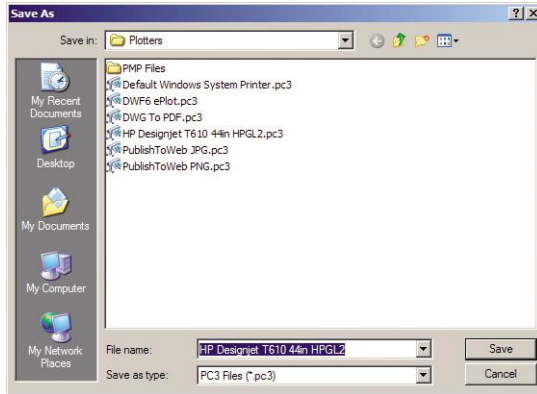 Save As
Save in:
Plotters
My Recent
Documents
Desktop
My Documents
My Computer
My Network
Places
PMP Files
Default Windows System Printer.pc3
DWF6 ePlot.pc3
DWG To PDF.pc3
HP Designjet T610 44in HPGL2.pc3
PublishToWeb JPG.pc3
PublishToWeb PNG.pc3
File name:
HP Designjet T610 44in HPGL2
Save
Save as type:
PC3 Files (*.pc3)
Cancel